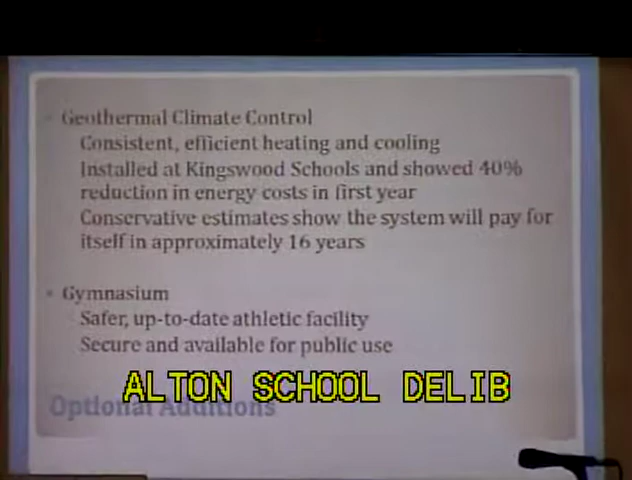 Geothermal Climate Control
Consistent, efficient heating and cooling
Installed at Kingswood Schools and showed 40%
reduction in energy costs in first year
Conservative estimates show the system will pay for
itself in approximately 16 years
Gymnasium
Safer, up-to-date athletic facility
Secure and available for public use
ALTON SCHOOL DELIB
Optional Additions